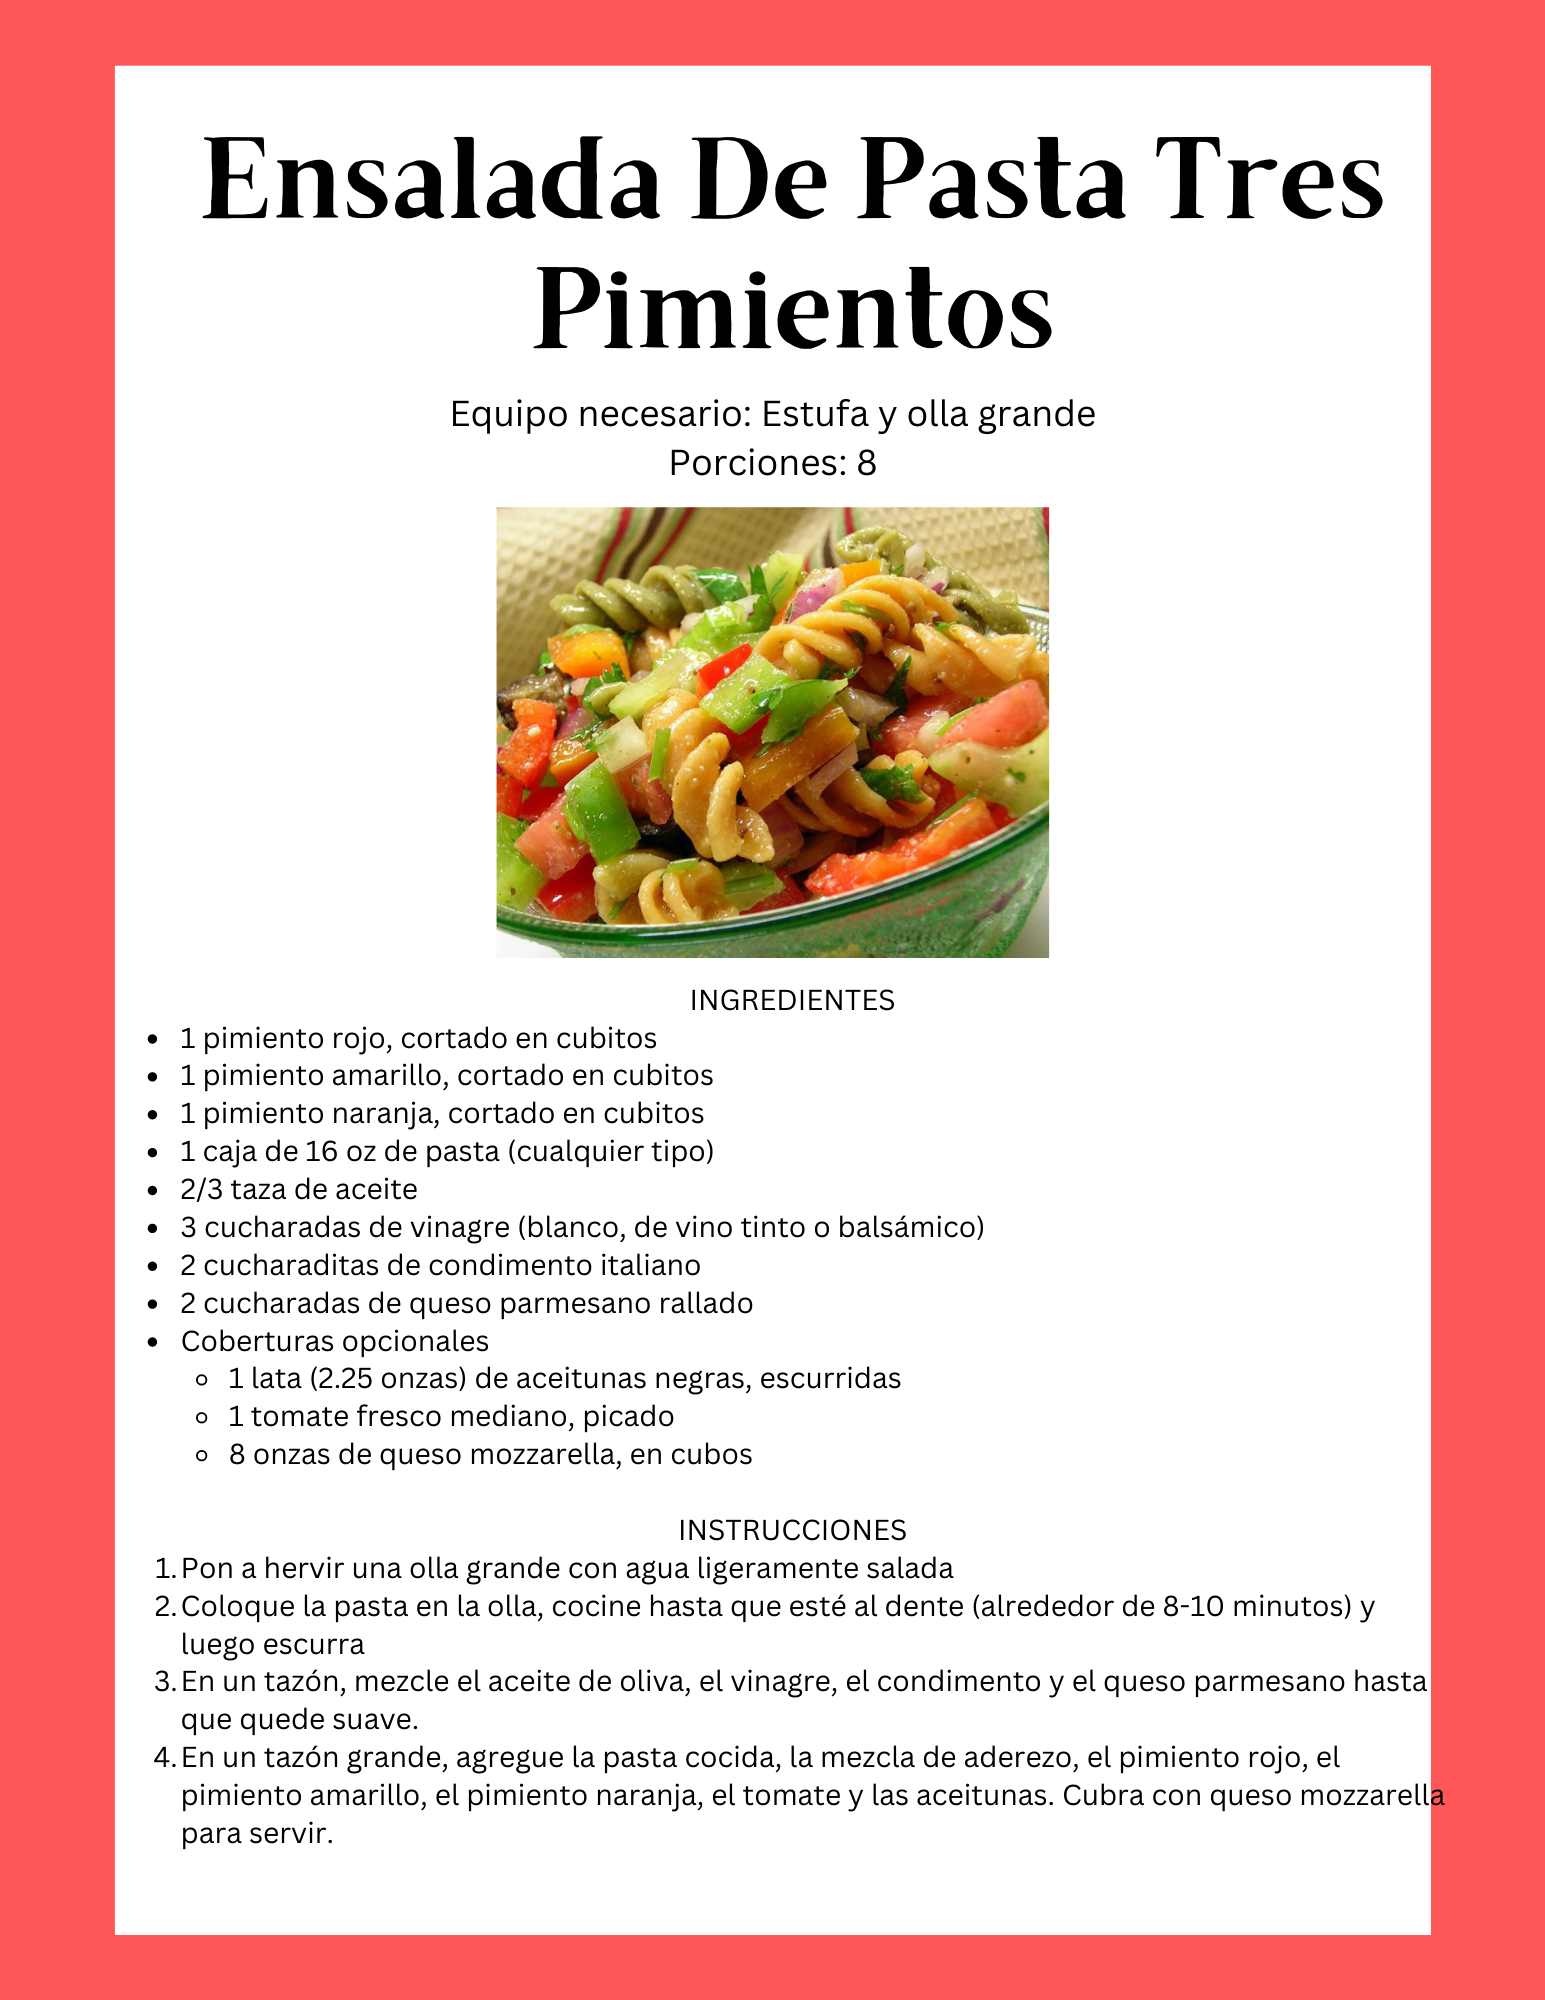 Ensalada De Pasta Tres
Pimientos
Equipo necesario: Estufa y olla grande
Porciones: 8
INGREDIENTES
• 1 pimiento rojo, cortado en cubitos
• 1 pimiento amarillo, cortado en cubitos
• 1 pimiento naranja, cortado en cubitos
• 1 caja de 16 oz de pasta (cualquier tipo)
• 2/3 taza de aceite
• 3 cucharadas de vinagre (blanco, de vino tinto o balsámico)
• 2 cucharaditas de condimento italiano
• 2 cucharadas de queso parmesano rallado
• Coberturas opcionales
◦ 1 lata (2.25 onzas) de aceitunas negras, escurridas
◦ 1 tomate fresco mediano, picado
◦ 8 onzas de queso mozzarella, en cubos
INSTRUCCIONES
1. Pon a hervir una olla grande con agua ligeramente salada
2. Coloque la pasta en la olla, cocine hasta que esté al dente (alrededor de 8-10 minutos) y
luego escurra
3. En un tazón, mezcle el aceite de oliva, el vinagre, el condimento y el queso parmesano hasta
que quede suave.
4. En un tazón grande, agregue la pasta cocida, la mezcla de aderezo, el pimiento rojo, el
pimiento amarillo, el pimiento naranja, el tomate y las aceitunas. Cubra con queso mozzarella
para servir.